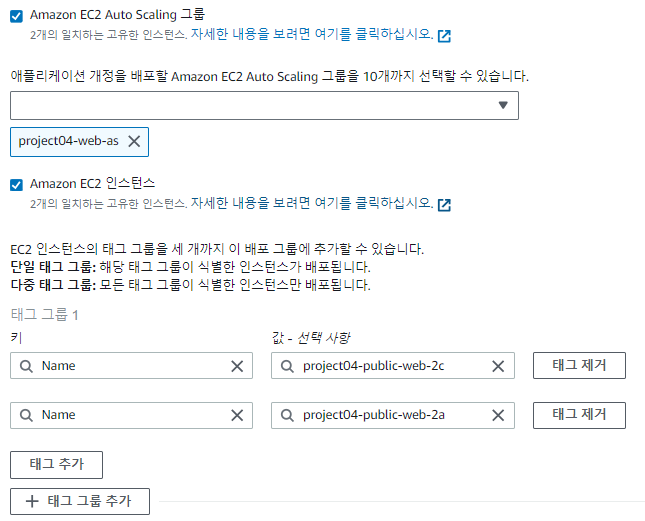 Amazon EC2 Auto Scaling 그룹
2개의 일치하는 고유한 인스턴스. 자세한 내용을 보려면 여기를 클릭하십시오.
애플리케이션 개정을 배포할 Amazon EC2 Auto Scaling 그룹을 10개까지 선택할 수 있습니다.
project04-web-as
Amazon EC2 인스턴스
2개의 일치하는 고유한 인스턴스. 자세한 내용을 보려면 여기를 클릭하십시오.
EC2 인스턴스의 태그 그룹을 세 개까지 이 배포 그룹에 추가할 수 있습니다.
단일 태그 그룹: 해당 태그 그룹이 식별한 인스턴스가 배포됩니다.
다중 태그 그룹: 모든 태그 그룹이 식별한 인스턴스만 배포됩니다.
태그 그룹 1
키 값 - 선택 사항
Name project04-public-web-2c 태그 제거
Name project04-public-web-2a 태그 제거
태그 추가
태그 그룹 추가